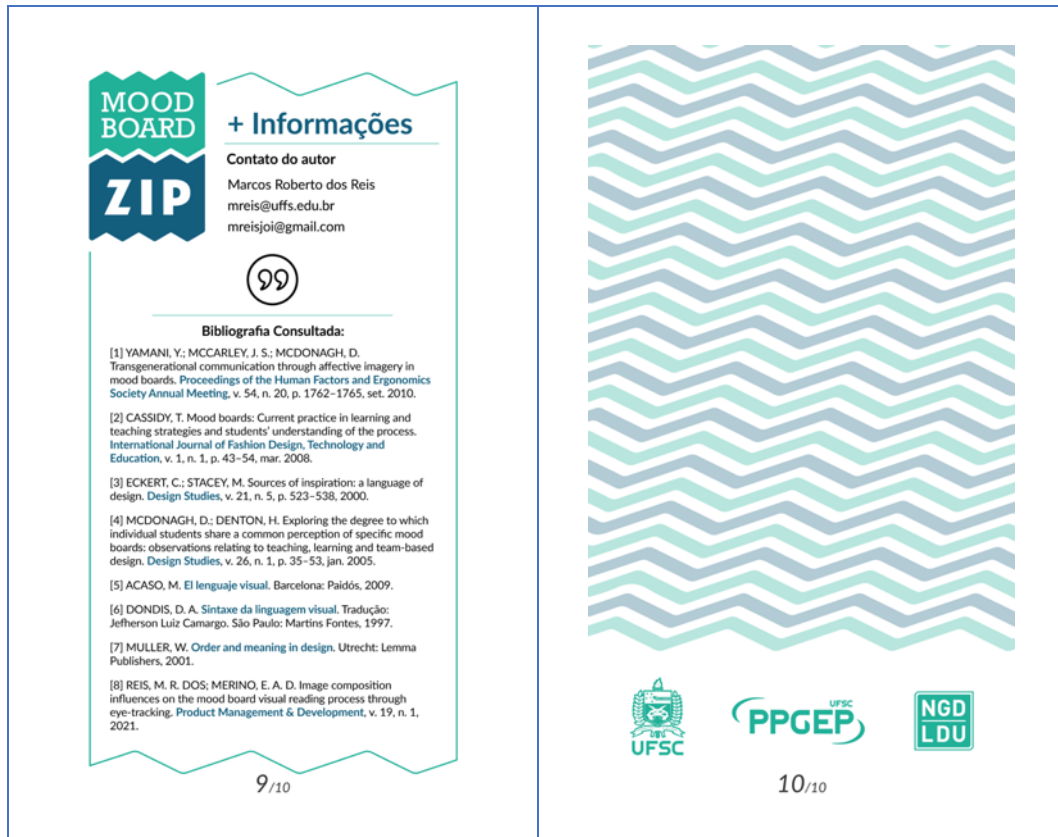 MOOD
BOARD
ZIP
+ Informações
Contato do autor
Marcos Roberto dos Reis
mreis@uffs.edu.br
mreisjoi@gmail.com
Bibliografia Consultada:
[1] YAMANI, Y.; MCCARLEY, J. S.; MCDONAGH, D.
Transgenerational communication through affective imagery in
mood boards. Proceedings of the Human Factors and Ergonomics
Society Annual Meeting, v. 54, n. 20, p. 1762–1765, set. 2010.
[2] CASSIDY, T. Mood boards: Current practice in learning and
teaching strategies and students' understanding of the process.
International Journal of Fashion Design, Technology and
Education, v. 1, n. 1, p. 43–54, mar. 2008.
[3] ECKERT, C.; STACEY, M. Sources of inspiration: a language of
design. Design Studies, v. 21, n. 5, p. 523–538, 2000.
[4] MCDONAGH, D.; DENTON, H. Exploring the degree to which
individual students share a common perception of specific mood
boards: observations relating to teaching, learning and team-based
design. Design Studies, v. 26, n. 1, p. 35–53, jan. 2005.
[5] ACASO, M. El lenguaje visual. Barcelona: Paidós, 2009.
[6] DONDIS, D. A. Sintaxe da linguagem visual. Tradução:
Jefherson Luiz Camargo. São Paulo: Martins Fontes, 1997.
[7] MULLER, W. Order and meaning in design. Utrecht: Lemma
Publishers, 2001.
[8] REIS, M. R. DOS; MERINO, E. A. D. Image composition
influences on the mood board visual reading process through
eye-tracking. Product Management & Development, v. 19, n. 1,
2021.
9/10
UFSC
UFSC
PPGEP
NGD
LDU
10/10